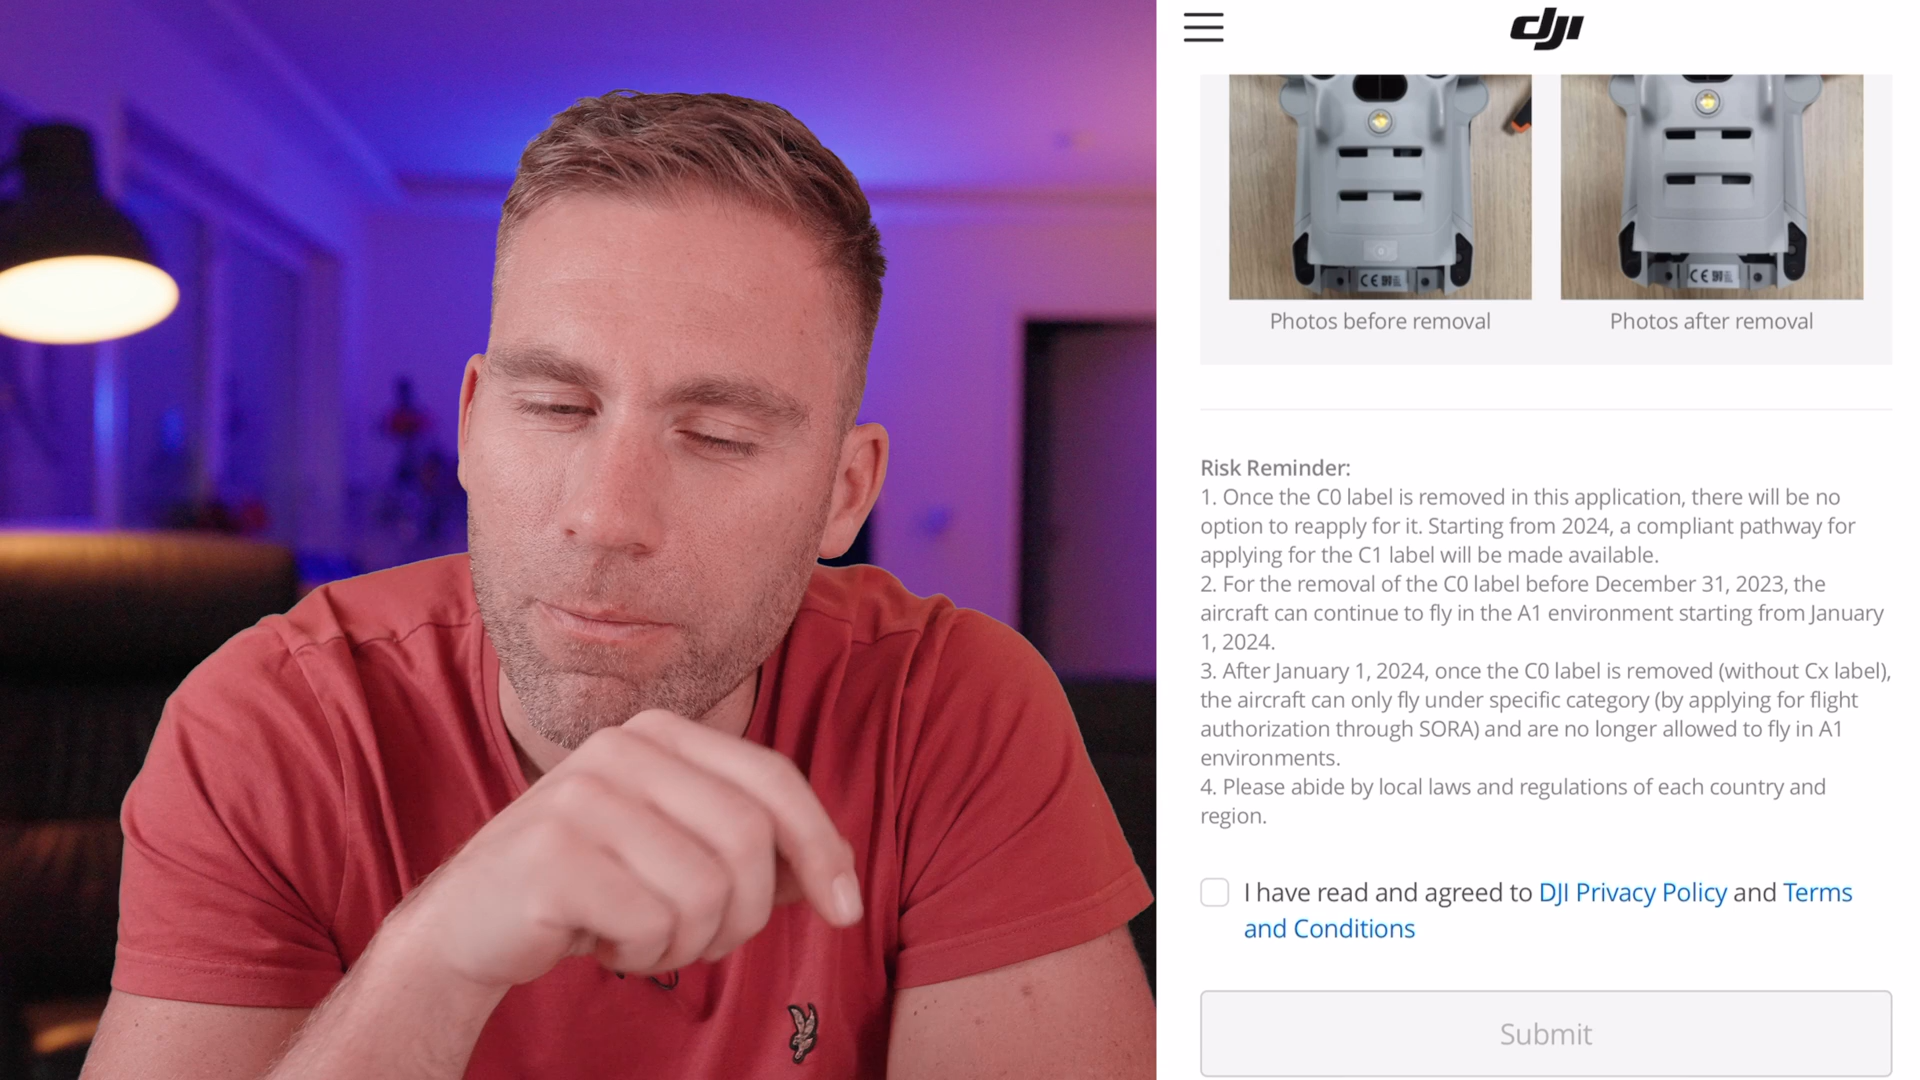 dji
CE
CE
Photos before removal
Photos after removal
Risk Reminder:
1. Once the C0 label is removed in this application, there will be no
option to reapply for it. Starting from 2024, a compliant pathway for
applying for the C1 label will be made available.
2. For the removal of the C0 label before December 31, 2023, the
aircraft can continue to fly in the A1 environment starting from January
1, 2024.
3. After January 1, 2024, once the C0 label is removed (without Cx label),
the aircraft can only fly under specific category (by applying for flight
authorization through SORA) and are no longer allowed to fly in A1
environments.
4. Please abide by local laws and regulations of each country and
region.
I have read and agreed to DJI Privacy Policy and Terms
and Conditions
Submit